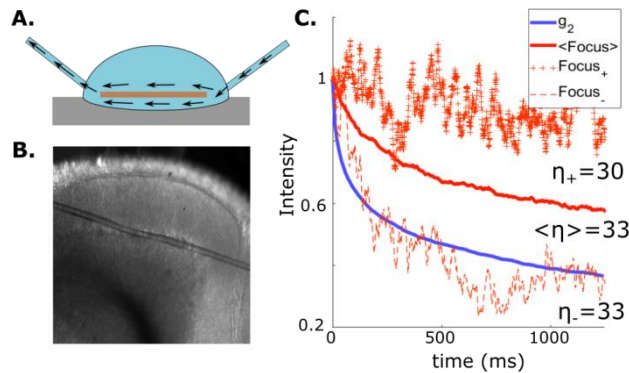 A.
B.
C.
g₂
<Focus>
Focus₊
Focus₋
Intensity
1
0.6
0.2
η₊=30
<η>=33
η₋=33
0
500
1000
time (ms)